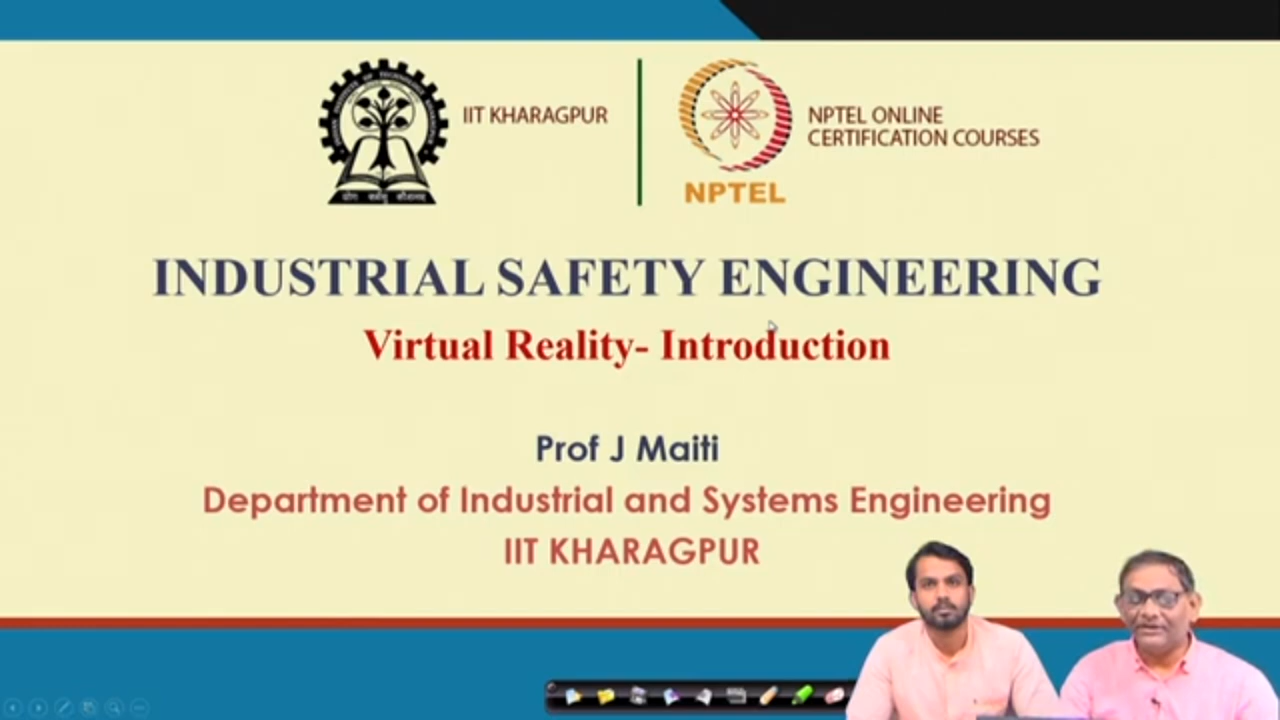 IIT KHARAGPUR
NPTEL ONLINE
CERTIFICATION COURSES
NPTEL
INDUSTRIAL SAFETY ENGINEERING
Virtual Reality- Introduction
Prof J Maiti
Department of Industrial and Systems Engineering
IIT KHARAGPUR